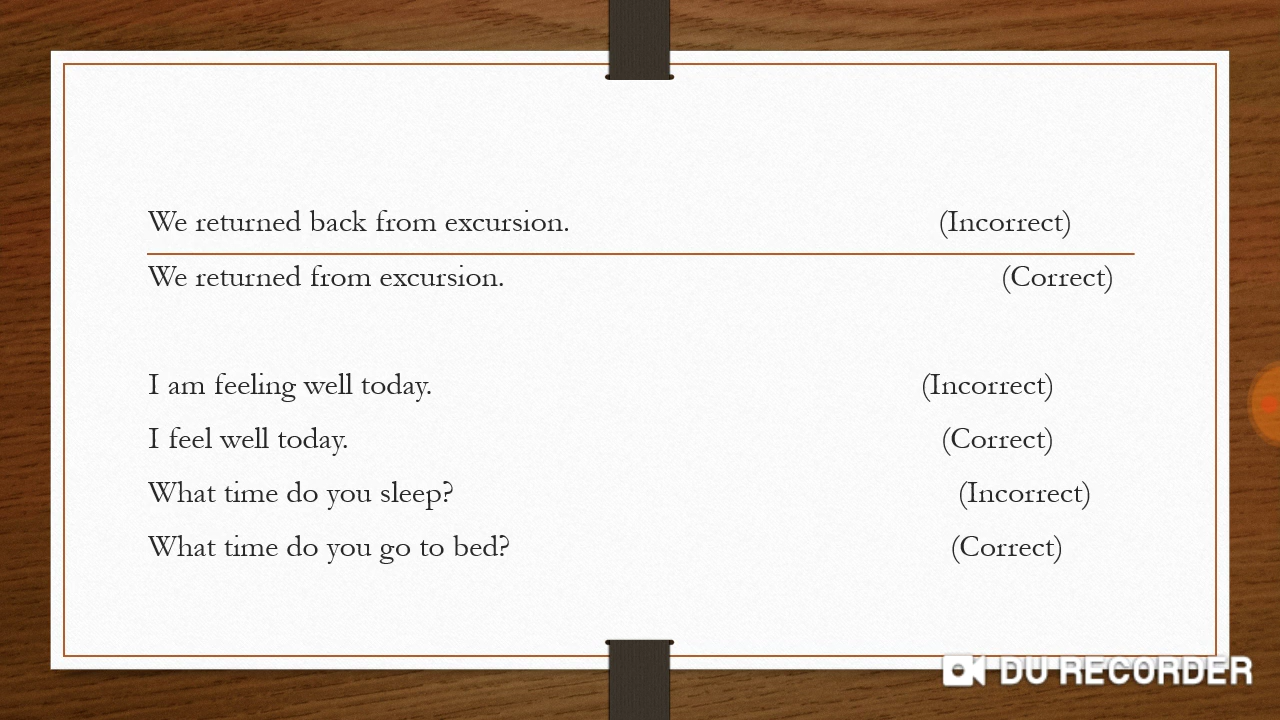 We returned back from excursion. (Incorrect)
We returned from excursion. (Correct)
I am feeling well today. (Incorrect)
I feel well today. (Correct)
What time do you sleep? (Incorrect)
What time do you go to bed? (Correct)
DU RECORDER